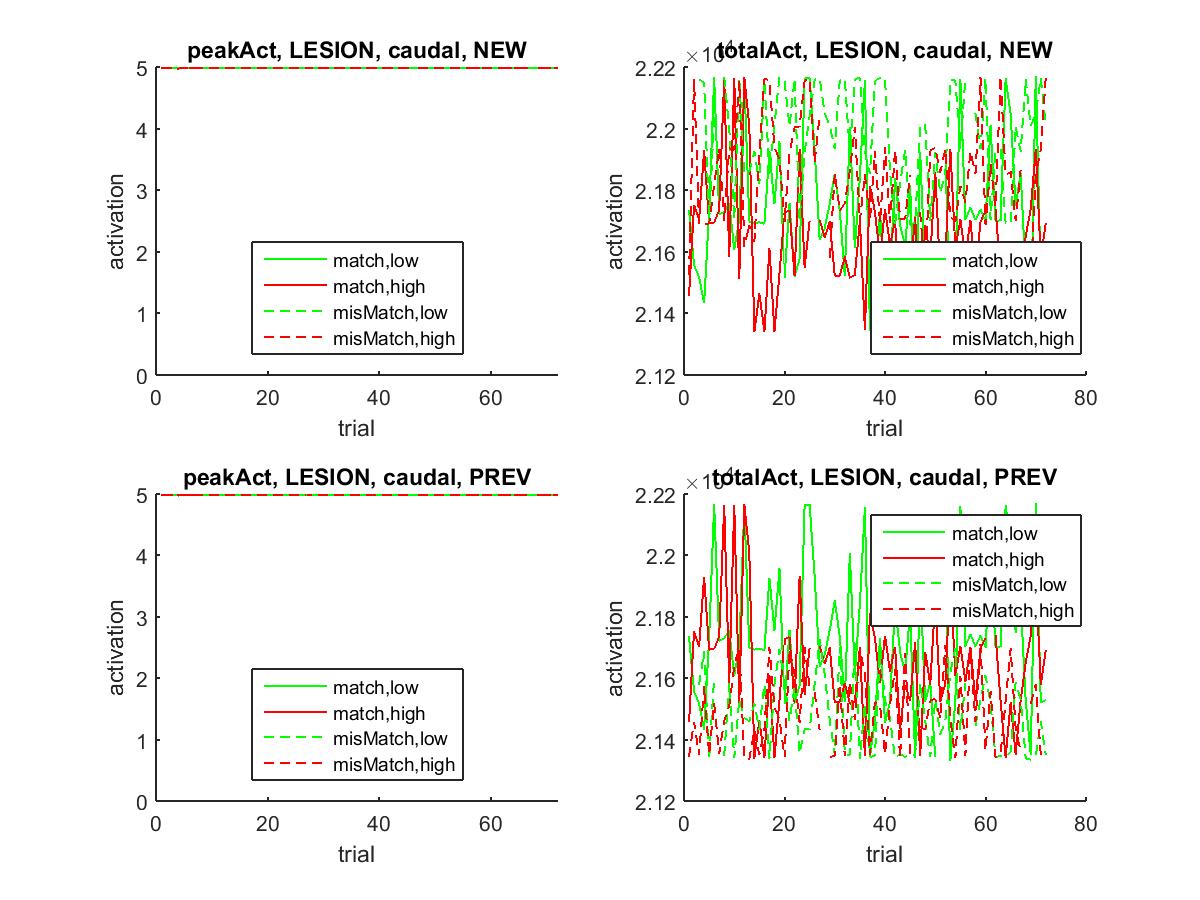 peakAct, LESION, caudal, NEW
5
4
3
2
1
0
activation
match,low
match,high
misMatch,low
misMatch,high
0 20 40 60
trial
×10⁴
totalAct, LESION, caudal, NEW
2.22
2.2
2.18
2.16
2.14
2.12
activation
match,low
match,high
misMatch,low
misMatch,high
0 20 40 60 80
trial
peakAct, LESION, caudal, PREV
5
4
3
2
1
0
activation
match,low
match,high
misMatch,low
misMatch,high
0 20 40 60
trial
×10⁴
totalAct, LESION, caudal, PREV
2.22
2.2
2.18
2.16
2.14
2.12
activation
match,low
match,high
misMatch,low
misMatch,high
0 20 40 60 80
trial